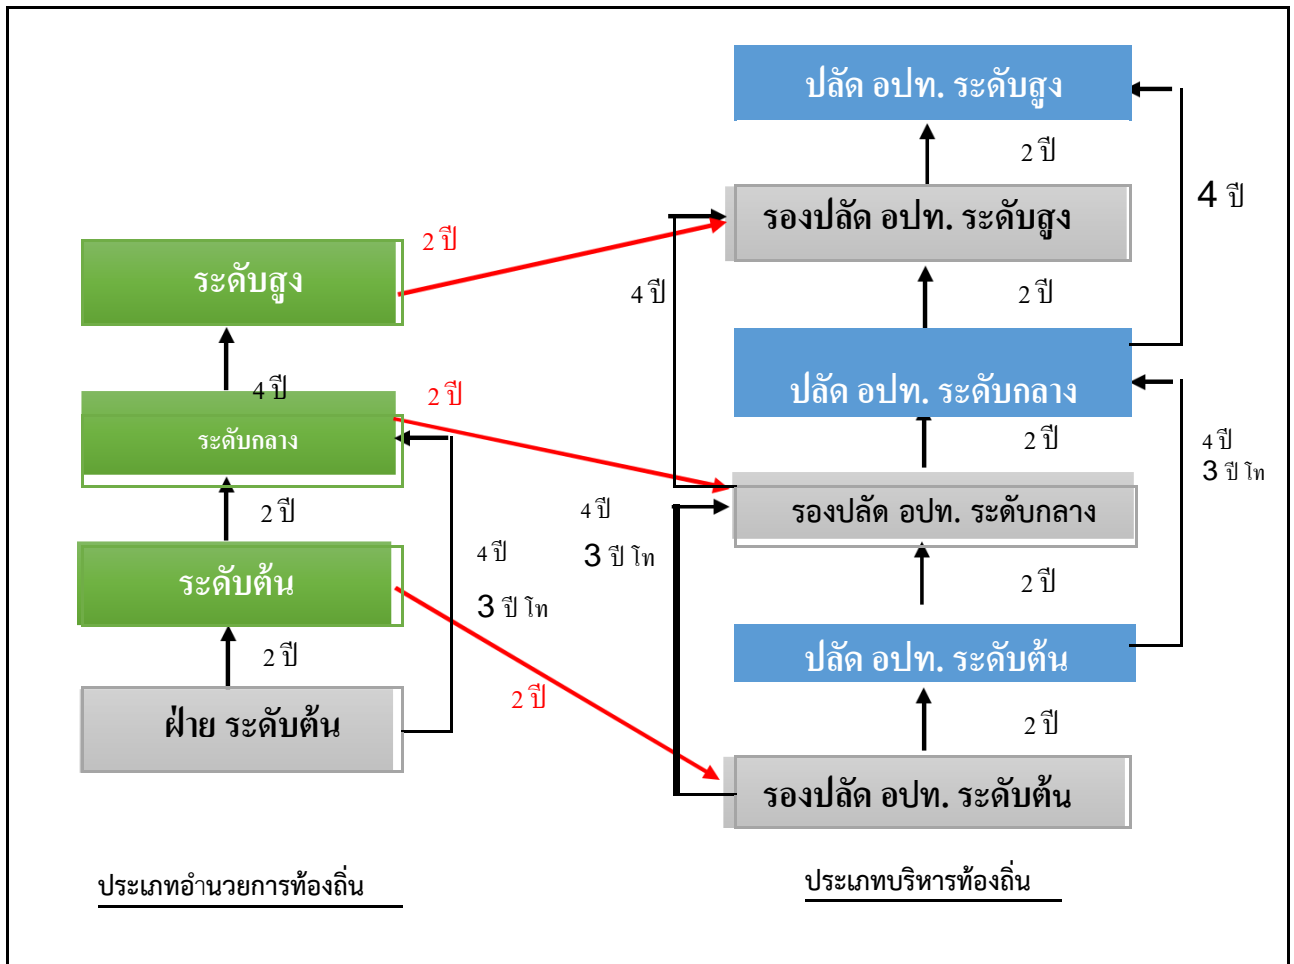 ปลัด อปท. ระดับสูง
2 ปี
4 ปี
รองปลัด อปท. ระดับสูง
2 ปี
ระดับสูง
4 ปี
2 ปี
4 ปี
2 ปี
ปลัด อปท. ระดับกลาง
ระดับกลาง
2 ปี
4 ปี
3 ปี โท
2 ปี
4 ปี
3 ปี โท
รองปลัด อปท. ระดับกลาง
4 ปี
3 ปี โท
ระดับต้น
2 ปี
2 ปี
ปลัด อปท. ระดับต้น
2 ปี
2 ปี
ฝ่าย ระดับต้น
รองปลัด อปท. ระดับต้น
ประเภทอำนวยการท้องถิ่น
ประเภทบริหารท้องถิ่น